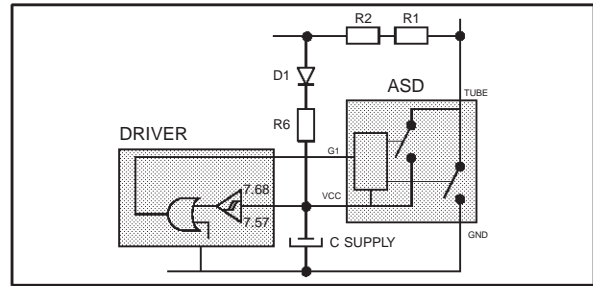 R2 R1
D1
ASD
TUBE
R6
DRIVER
G1
7.68
VCC
7.57
C SUPPLY
GND